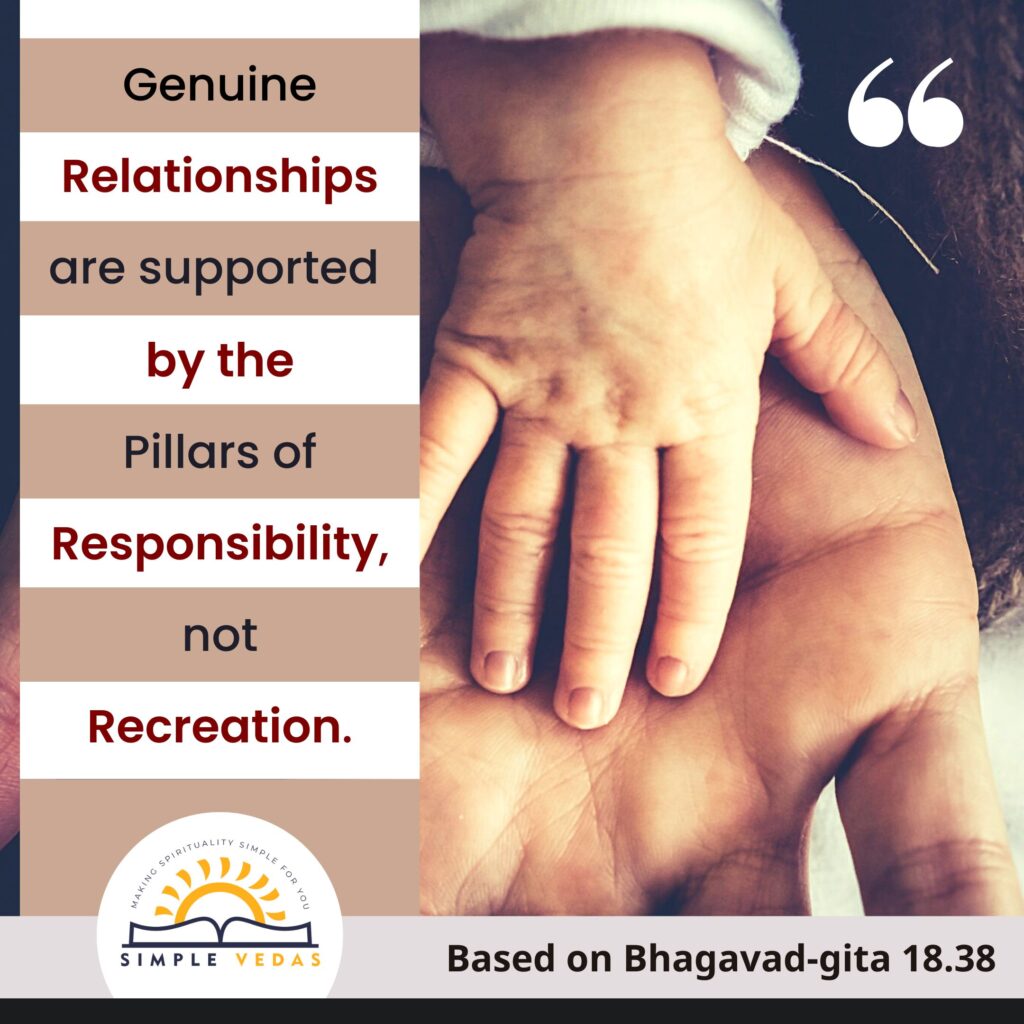 Genuine
Relationships
are supported
by the
Pillars of
Responsibility,
not
Recreation.
MAKING SPIRITUALITY SIMPLE FOR YOU
SIMPLE VEDAS
Based on Bhagavad-gita 18.38